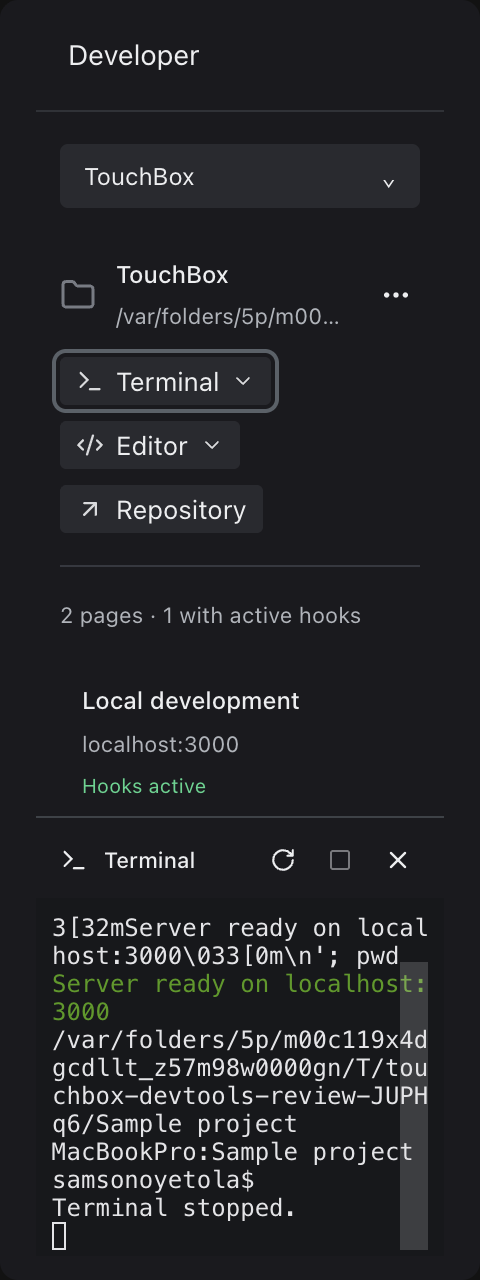 Developer
TouchBox
TouchBox
/var/folders/5p/m00...
Terminal
Editor
Repository
2 pages · 1 with active hooks
Local development
localhost:3000
Hooks active
Terminal
3[32mServer ready on local
host:3000\033[0m\n'; pwd
Server ready on localhost:
3000
/var/folders/5p/m00c119x4d
gcdllt_z57m98w0000gn/T/tou
chbox-devtools-review-JUPH
q6/Sample project
MacBookPro:Sample project
samsonoyetola$
Terminal stopped.